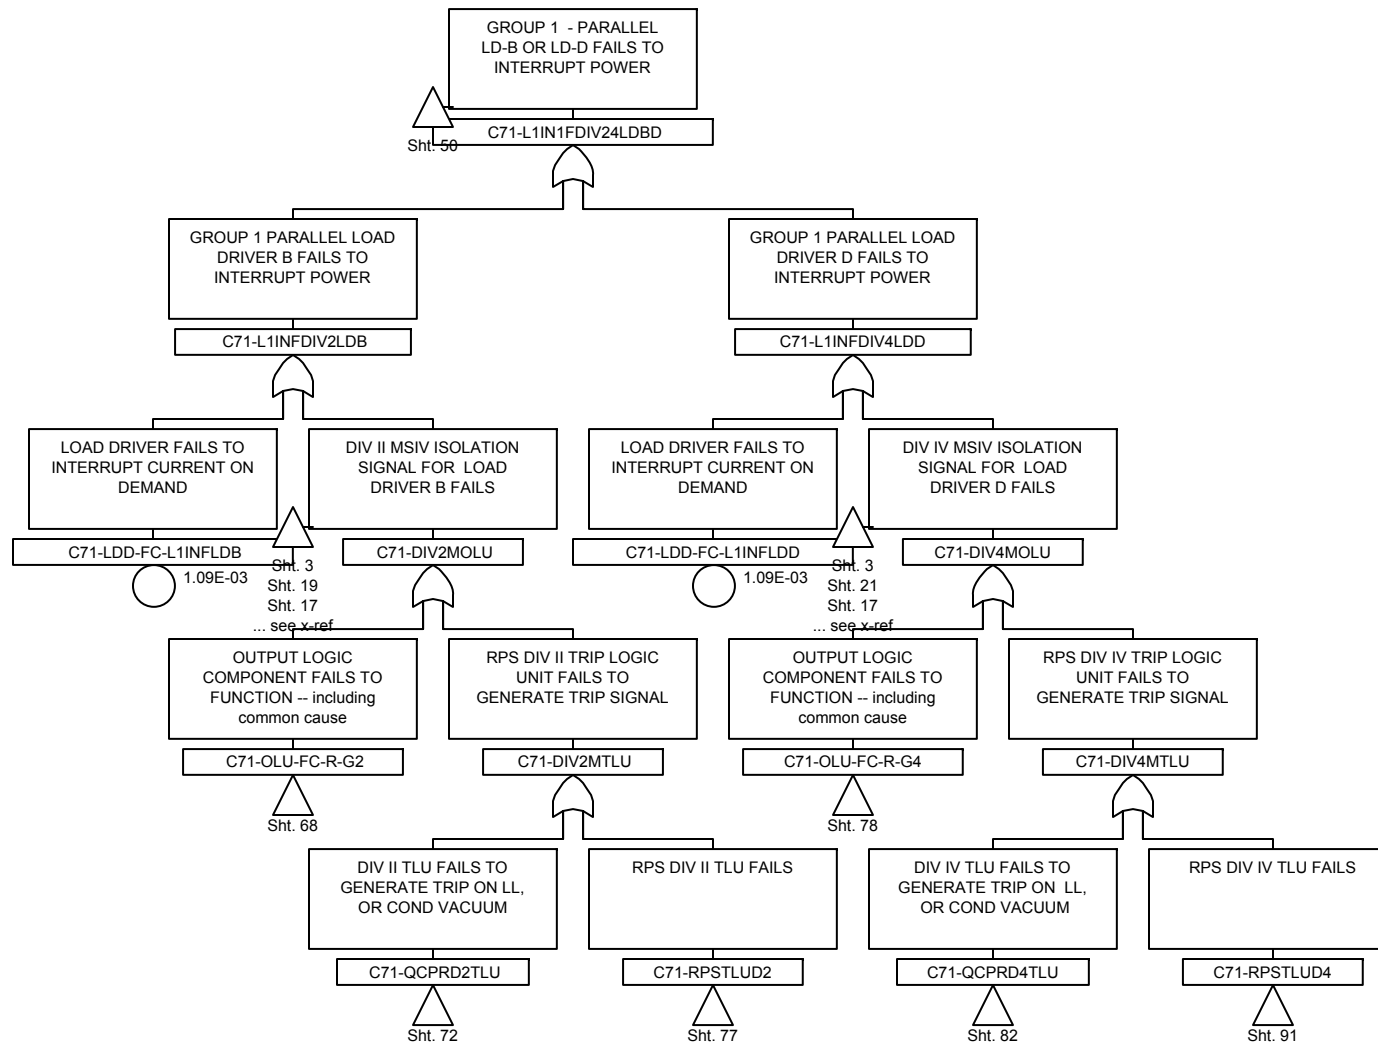 GROUP 1  - PARALLEL
LD-B OR LD-D FAILS TO
INTERRUPT POWER
C71-L1IN1FDIV24LDBD
Sht. 50
GROUP 1 PARALLEL LOAD
DRIVER B FAILS TO
INTERRUPT POWER
C71-L1INFDIV2LDB
GROUP 1 PARALLEL LOAD
DRIVER D FAILS TO
INTERRUPT POWER
C71-L1INFDIV4LDD
LOAD DRIVER FAILS TO
INTERRUPT CURRENT ON
DEMAND
C71-LDD-FC-L1INFLDB
1.09E-03
DIV II MSIV ISOLATION
SIGNAL FOR  LOAD
DRIVER B FAILS
C71-DIV2MOLU
Sht. 3
Sht. 19
Sht. 17
... see x-ref
LOAD DRIVER FAILS TO
INTERRUPT CURRENT ON
DEMAND
C71-LDD-FC-L1INFLDD
1.09E-03
DIV IV MSIV ISOLATION
SIGNAL FOR  LOAD
DRIVER D FAILS
C71-DIV4MOLU
Sht. 3
Sht. 21
Sht. 17
... see x-ref
OUTPUT LOGIC
COMPONENT FAILS TO
FUNCTION -- including
common cause
C71-OLU-FC-R-G2
Sht. 68
RPS DIV II TRIP LOGIC
UNIT FAILS TO
GENERATE TRIP SIGNAL
C71-DIV2MTLU
OUTPUT LOGIC
COMPONENT FAILS TO
FUNCTION -- including
common cause
C71-OLU-FC-R-G4
Sht. 78
RPS DIV IV TRIP LOGIC
UNIT FAILS TO
GENERATE TRIP SIGNAL
C71-DIV4MTLU
DIV II TLU FAILS TO
GENERATE TRIP ON LL,
OR COND VACUUM
C71-QCPRD2TLU
Sht. 72
RPS DIV II TLU FAILS
C71-RPSTLUD2
Sht. 77
DIV IV TLU FAILS TO
GENERATE TRIP ON  LL,
OR COND VACUUM
C71-QCPRD4TLU
Sht. 82
RPS DIV IV TLU FAILS
C71-RPSTLUD4
Sht. 91